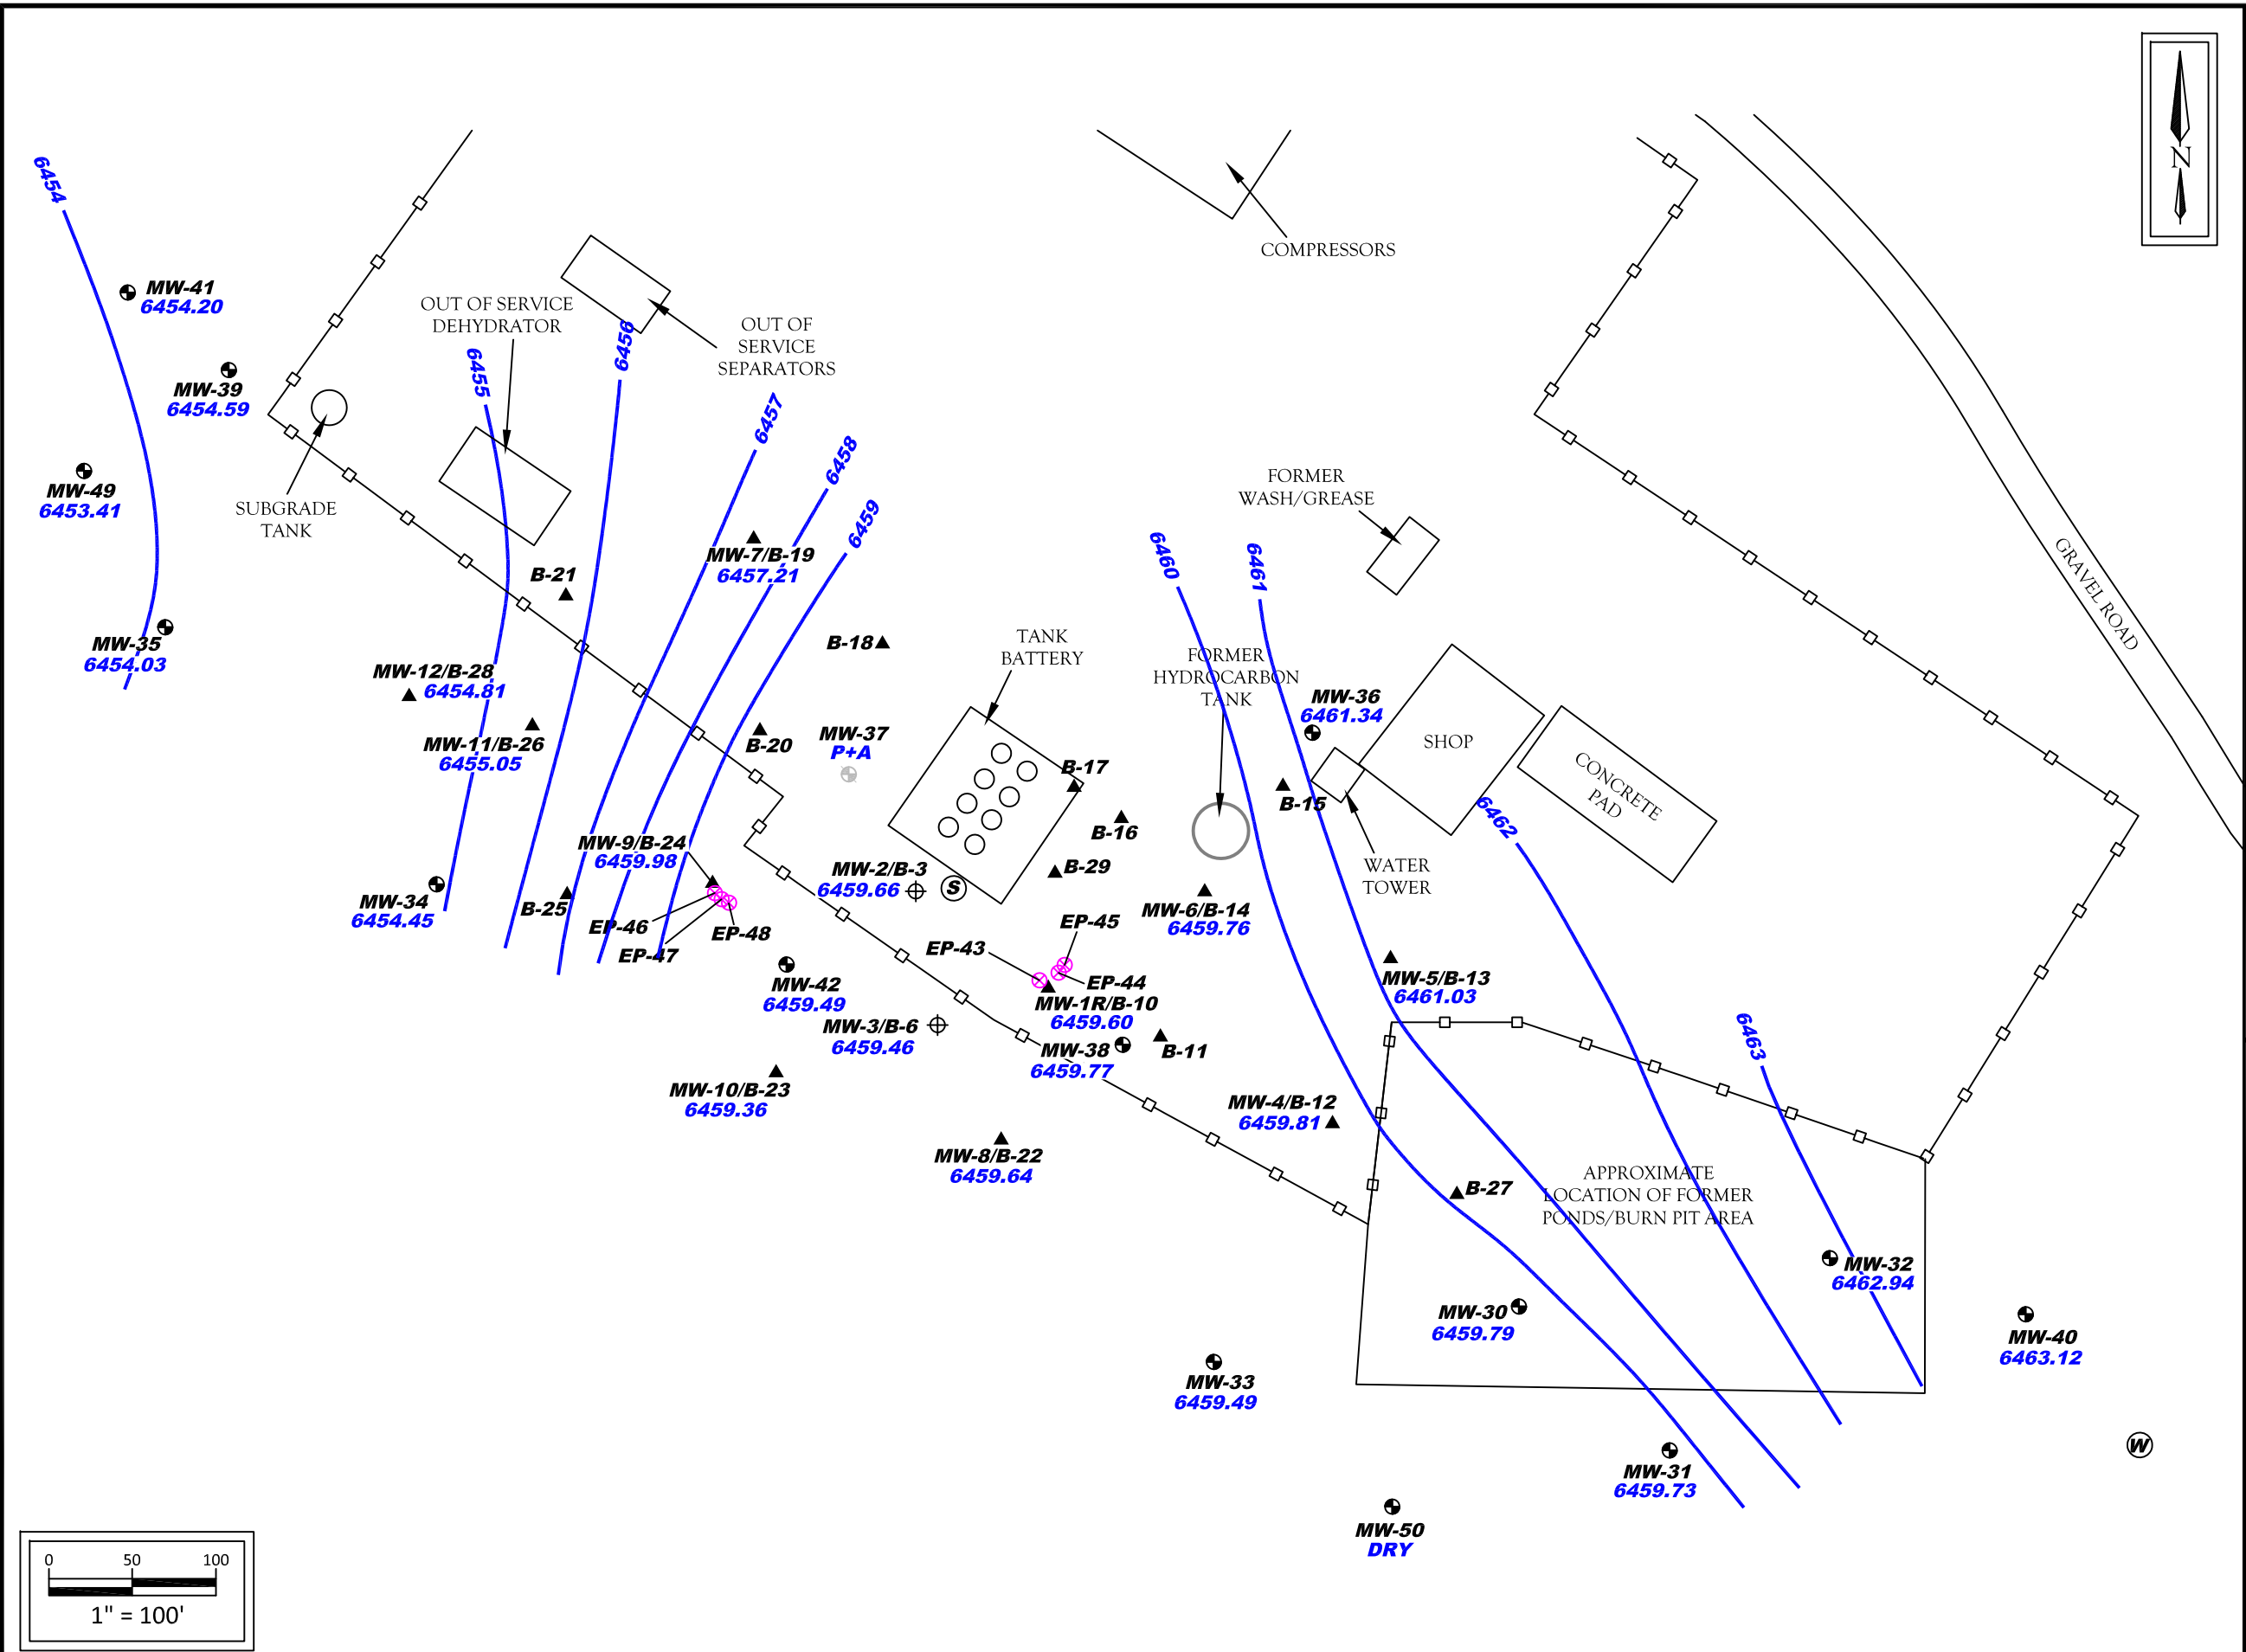 N
6454
COMPRESSORS
MW-41
6454.20
OUT OF SERVICE
DEHYDRATOR
OUT OF
SERVICE
SEPARATORS
6455
6456
MW-39
6454.59
6457
6458
MW-49
6453.41
SUBGRADE
TANK
FORMER
WASH/GREASE
6459
6460
6461
GRAVEL ROAD
MW-7/B-19
6457.21
B-21
MW-35
6454.03
B-18
TANK
BATTERY
FORMER
HYDROCARBON
TANK
MW-12/B-28
6454.81
MW-36
6461.34
MW-11/B-26
6455.05
B-20
MW-37
P+A
SHOP
CONCRETE
PAD
B-17
B-15
6462
B-16
MW-9/B-24
6459.98
MW-2/B-3
6459.66
S
B-29
WATER
TOWER
MW-34
6454.45
B-25
EP-46
EP-47
EP-48
MW-6/B-14
6459.76
EP-45
EP-43
EP-44
MW-42
6459.49
MW-5/B-13
6461.03
MW-1R/B-10
6459.60
MW-3/B-6
6459.46
6463
MW-38
6459.77
B-11
MW-10/B-23
6459.36
MW-4/B-12
6459.81
MW-8/B-22
6459.64
B-27
APPROXIMATE
LOCATION OF FORMER
PONDS/BURN PIT AREA
MW-32
6462.94
MW-30
6459.79
MW-40
6463.12
MW-33
6459.49
W
MW-31
6459.73
MW-50
DRY
0 50 100
1" = 100'